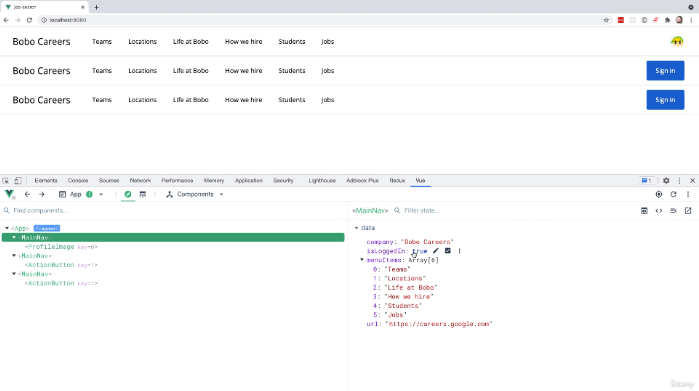 job-search
localhost:8080
Bobo Careers Teams Locations Life at Bobo How we hire Students Jobs
Bobo Careers Teams Locations Life at Bobo How we hire Students Jobs Sign in
Bobo Careers Teams Locations Life at Bobo How we hire Students Jobs Sign in
Elements Console Sources Network Performance Memory Application Security Lighthouse Adblock Plus Redux Vue
App Components
Find components... <MainNav> Filter state...
<App> fragment
<MainNav>
<ProfileImage key=0>
<MainNav>
<ActionButton key=1>
<MainNav>
<ActionButton key=1>
data
company: "Bobo Careers"
isLoggedIn: true
menuItems: Array[6]
0: "Teams"
1: "Locations"
2: "Life at Bobo"
3: "How we hire"
4: "Students"
5: "Jobs"
url: "https://careers.google.com"
Udemy